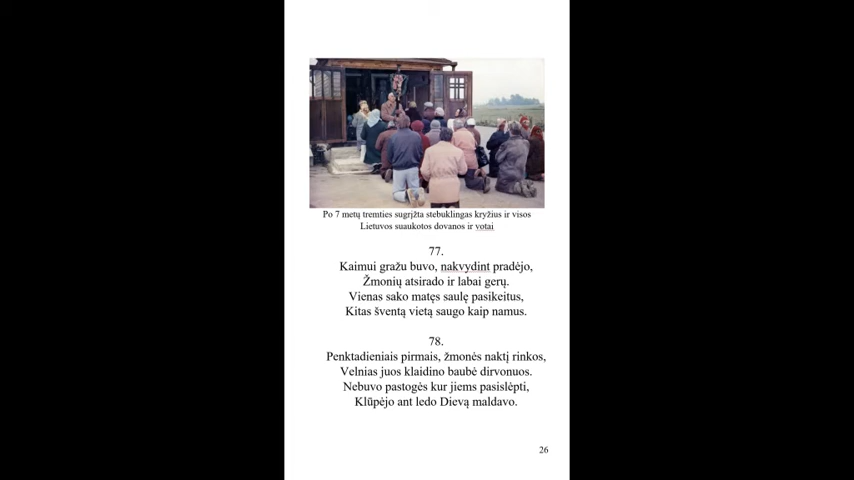 Po 7 metų tremties sugrįžta stebuklingas kryžius ir visos
Lietuvos suaukotos dovanos ir votai
77.
Kaimui gražu buvo, nakvydint pradėjo,
Žmonių atsirado ir labai gerų.
Vienas sako matęs saulę pasikeitus,
Kitas šventą vietą saugo kaip namus.
78.
Penktadieniais pirmais, žmonės naktį rinkos,
Velnias juos klaidino baubė dirvonuos.
Nebuvo pastogės kur jiems pasislėpti,
Klūpėjo ant ledo Dievą maldavo.
26